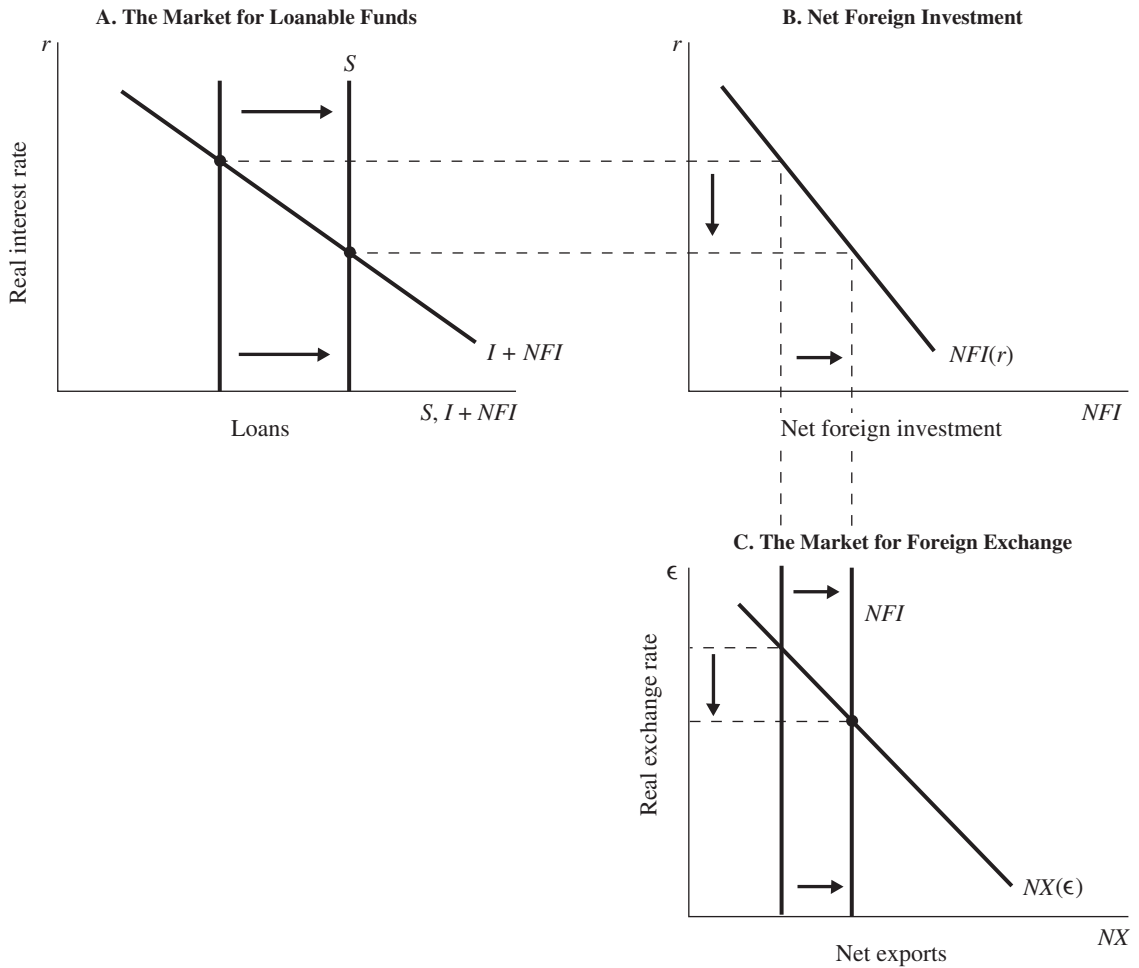 A. The Market for Loanable Funds
r
S
Real interest rate
I + NFI
S, I + NFI
Loans
B. Net Foreign Investment
r
NFI(r)
NFI
Net foreign investment
C. The Market for Foreign Exchange
ϵ
NFI
Real exchange rate
NX(ϵ)
NX
Net exports